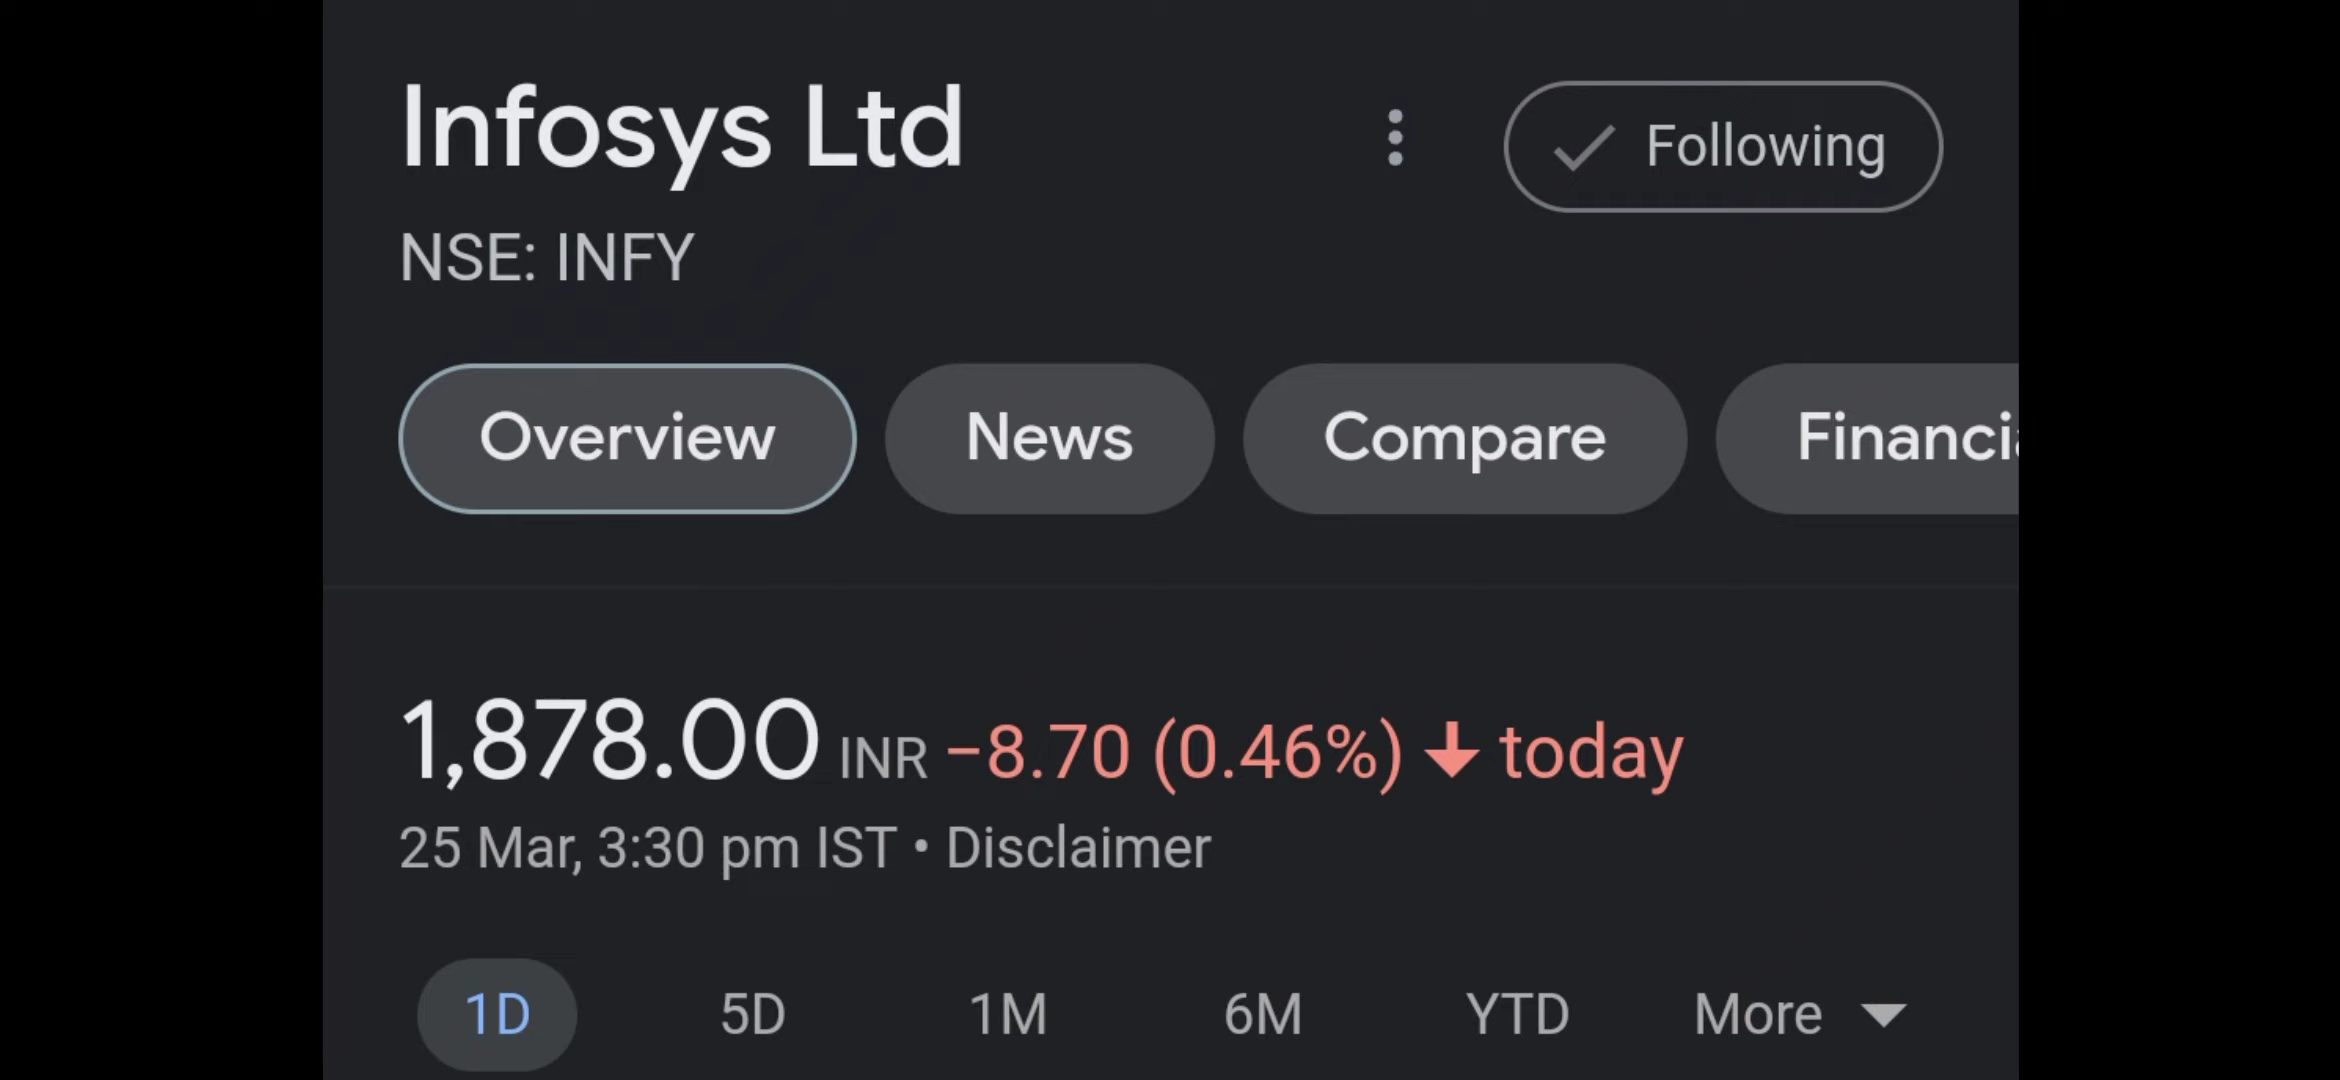 Infosys Ltd
Following
NSE: INFY
Overview News Compare Financi
1,878.00 INR −8.70 (0.46%) ↓ today
25 Mar, 3:30 pm IST • Disclaimer
1D 5D 1M 6M YTD More